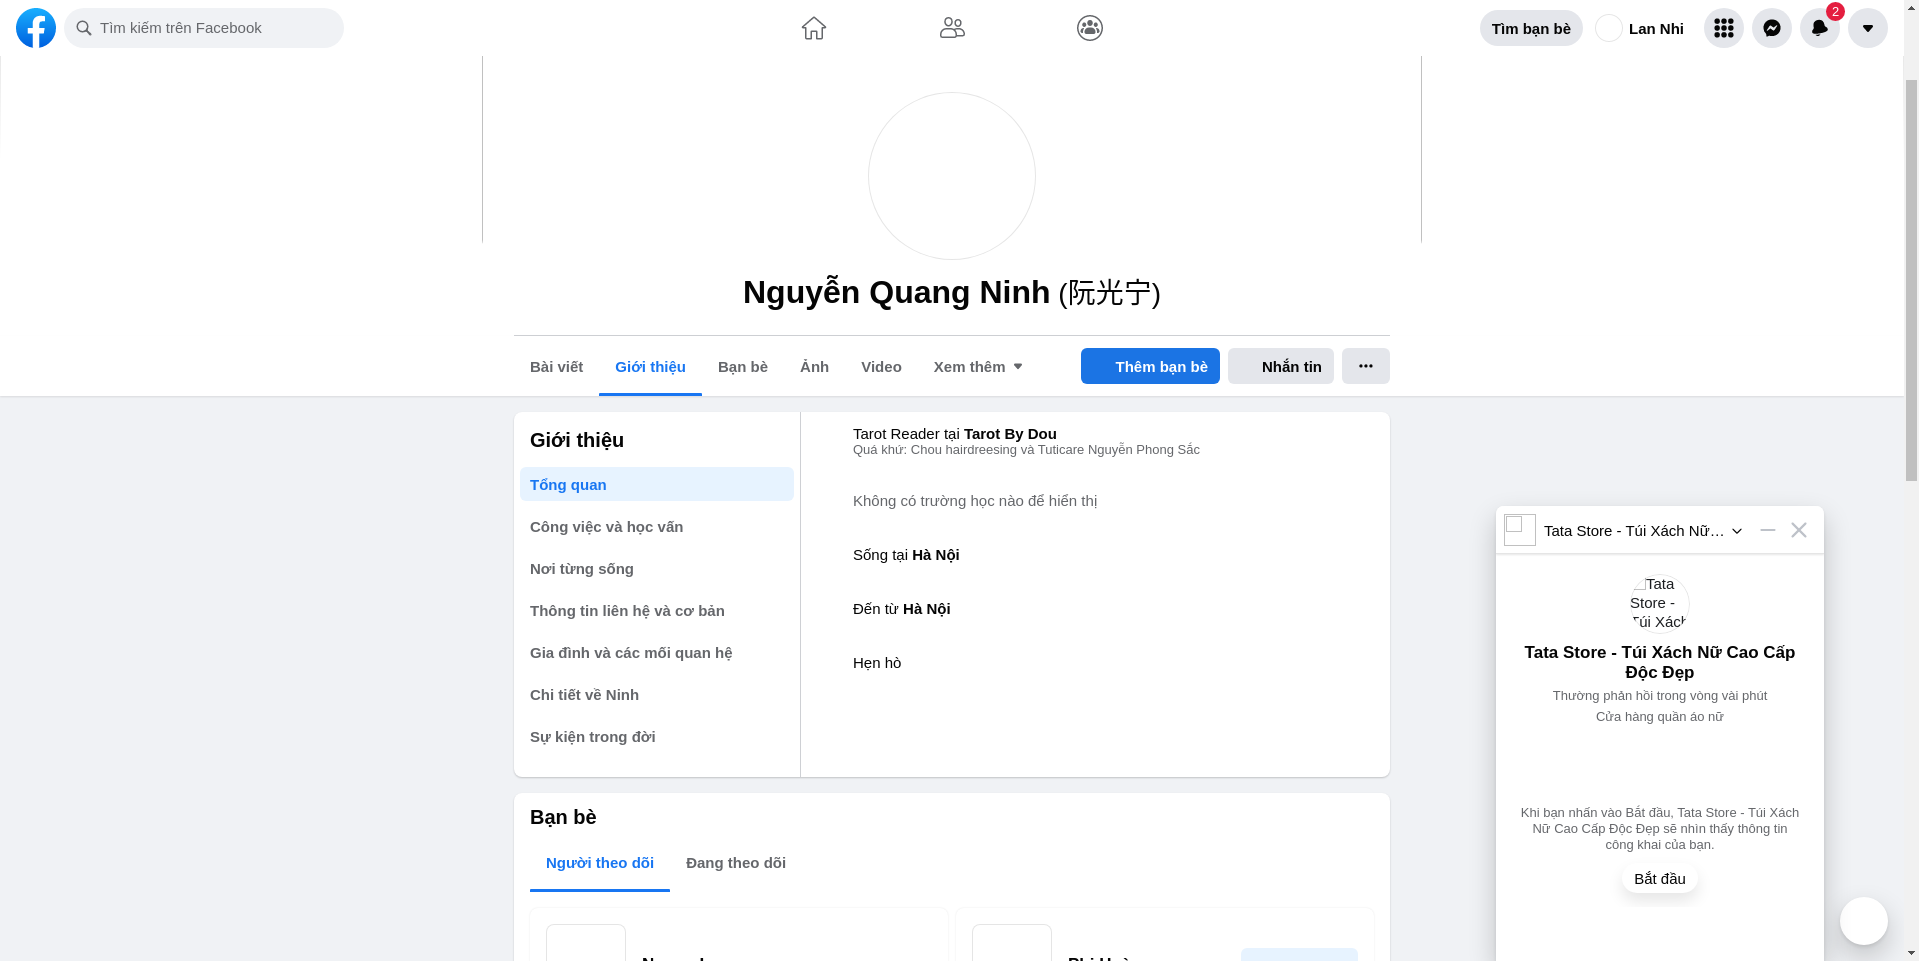 Tìm kiếm trên Facebook
Tìm bạn bè
Lan Nhi
2
Nguyễn Quang Ninh (阮光宁)
Bài viết
Giới thiệu
Bạn bè
Ảnh
Video
Xem thêm
Thêm bạn bè
Nhắn tin
Giới thiệu
Tổng quan
Công việc và học vấn
Nơi từng sống
Thông tin liên hệ và cơ bản
Gia đình và các mối quan hệ
Chi tiết về Ninh
Sự kiện trong đời
Tarot Reader tại Tarot By Dou
Quá khứ: Chou hairdreesing và Tuticare Nguyễn Phong Sắc
Không có trường học nào để hiển thị
Sống tại Hà Nội
Đến từ Hà Nội
Hẹn hò
Bạn bè
Người theo dõi
Đang theo dõi
Tata Store - Túi Xách Nữ…
Tata
Store -
Túi Xách
Tata Store - Túi Xách Nữ Cao Cấp
Độc Đẹp
Thường phản hồi trong vòng vài phút
Cửa hàng quần áo nữ
Khi bạn nhấn vào Bắt đầu, Tata Store - Túi Xách
Nữ Cao Cấp Độc Đẹp sẽ nhìn thấy thông tin
công khai của bạn.
Bắt đầu